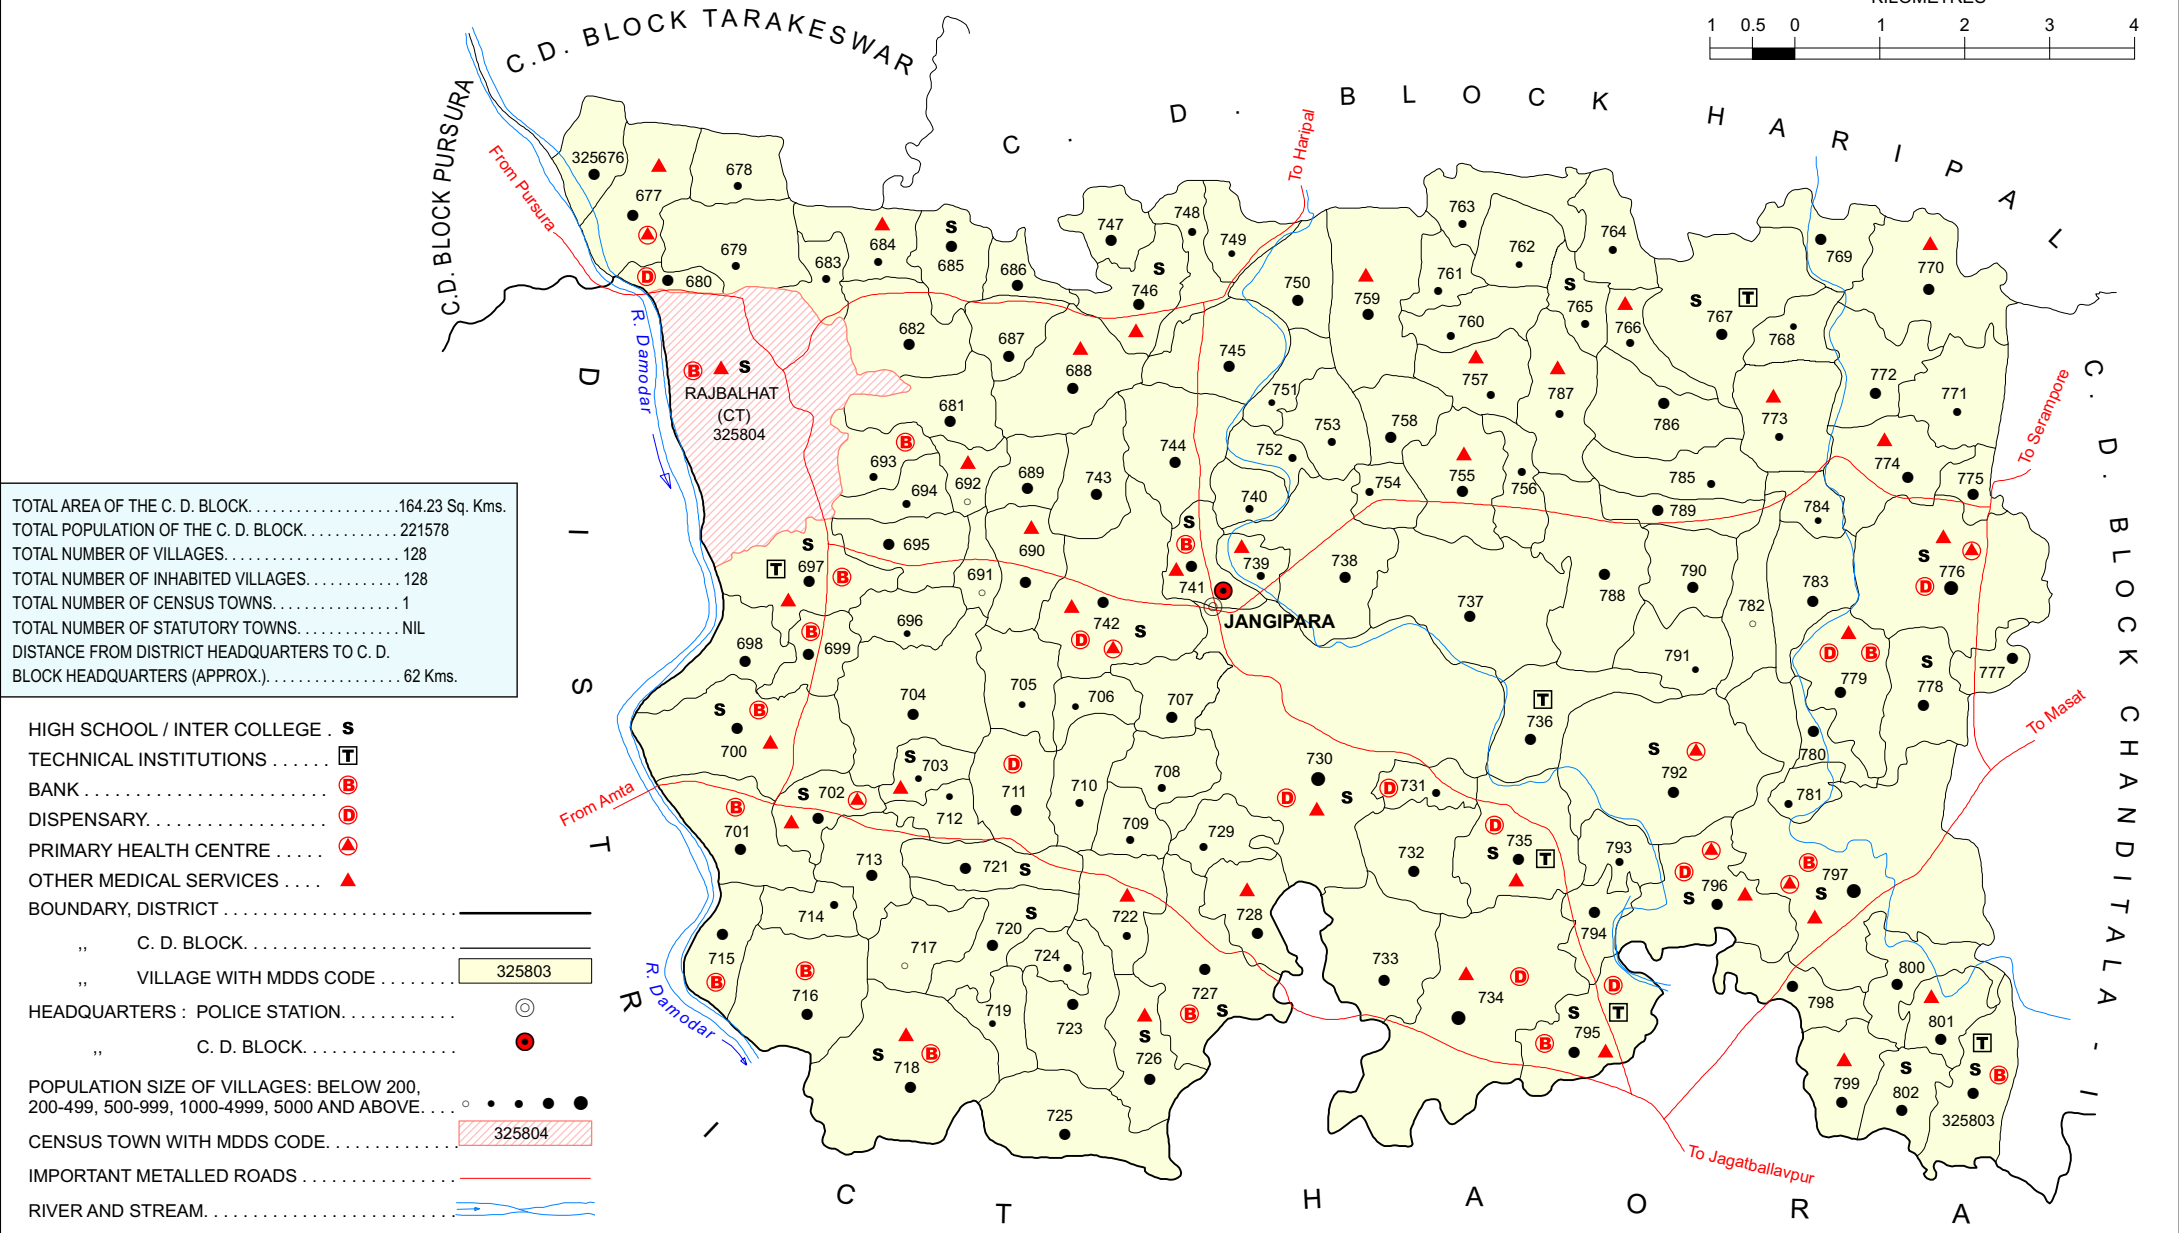 KILOMETRES
1 0.5 0 1 2 3 4
C.D. BLOCK TARAKESWAR
C.D. BLOCK PURSURA
C. D. BLOCK HARIPAL
C. D. BLOCK CHANDITALA-I
DISTRICT HAORA
From Pursura
To Haripal
To Serampore
To Masat
To Jagatballavpur
From Amta
R. Damodar
R. Damodar
325676
677
678
679
680
683
684
S
685
686
747
748
749
S
746
750
759
763
762
764
761
760
S
765
766
S
T
767
768
769
770
D
682
687
688
745
B
S
RAJBALHAT
(CT)
325804
681
B
693
694
692
689
743
744
751
753
752
758
757
787
786
773
772
771
774
775
755
754
756
785
789
784
740
695
690
691
S
T
697
B
S
B
741
739
738
737
788
790
791
782
783
S
776
D
JANGIPARA
742
S
D
696
698
B
699
704
705
706
707
D
B
779
S
778
777
S
B
700
T
736
S
792
780
781
S
703
D
711
710
708
709
712
730
D
S
D
731
729
S
702
B
701
D
735
S
T
793
732
D
796
S
B
797
S
713
721
S
714
720
S
722
728
715
B
B
716
717
724
723
719
727
B
S
733
734
D
794
D
S
795
T
B
798
800
801
T
S
B
325803
799
S
802
S
718
B
S
726
725
TOTAL AREA OF THE C. D. BLOCK. . . . . . . . . . . . . . . . . . .164.23 Sq. Kms.
TOTAL POPULATION OF THE C. D. BLOCK. . . . . . . . . . . . 221578
TOTAL NUMBER OF VILLAGES. . . . . . . . . . . . . . . . . . . . . . 128
TOTAL NUMBER OF INHABITED VILLAGES. . . . . . . . . . . . 128
TOTAL NUMBER OF CENSUS TOWNS. . . . . . . . . . . . . . . . 1
TOTAL NUMBER OF STATUTORY TOWNS. . . . . . . . . . . . . NIL
DISTANCE FROM DISTRICT HEADQUARTERS TO C. D.
BLOCK HEADQUARTERS (APPROX.). . . . . . . . . . . . . . . . . 62 Kms.
HIGH SCHOOL / INTER COLLEGE . S
TECHNICAL INSTITUTIONS . . . . . . T
BANK . . . . . . . . . . . . . . . . . . . . . . . . . B
DISPENSARY. . . . . . . . . . . . . . . . . . D
PRIMARY HEALTH CENTRE . . . . .
OTHER MEDICAL SERVICES . . . .
BOUNDARY, DISTRICT . . . . . . . . . . . . . . . . . . . . . . . .
,, C. D. BLOCK. . . . . . . . . . . . . . . . . . . . . .
,, VILLAGE WITH MDDS CODE . . . . . . . . 325803
HEADQUARTERS : POLICE STATION. . . . . . . . . . . .
,, C. D. BLOCK. . . . . . . . . . . . . . . .
POPULATION SIZE OF VILLAGES: BELOW 200,
200-499, 500-999, 1000-4999, 5000 AND ABOVE. . . .
CENSUS TOWN WITH MDDS CODE. . . . . . . . . . . . . 325804
IMPORTANT METALLED ROADS . . . . . . . . . . . . . . . .
RIVER AND STREAM. . . . . . . . . . . . . . . . . . . . . . . . . .